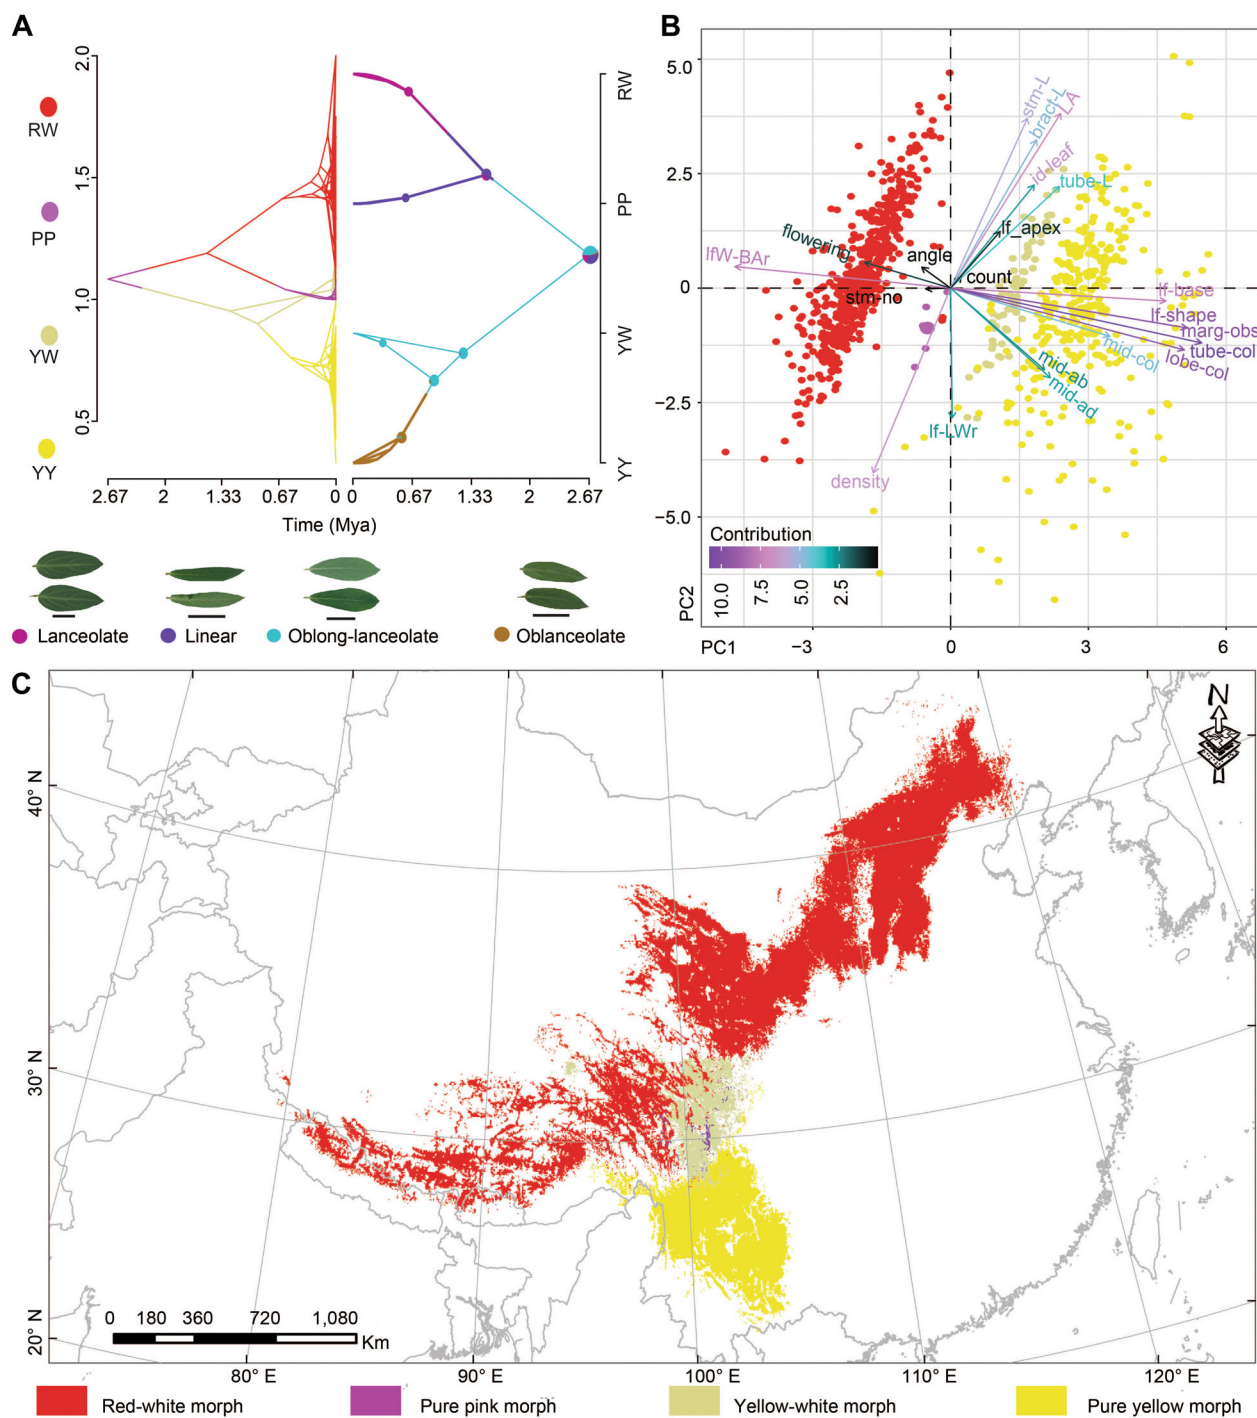 A
RW
PP
YW
YY
2.0
1.5
1.0
0.5
2.67 2 1.33 0.67 0
0 0.67 1.33 2 2.67
Time (Mya)
RW
PP
YW
YY
Lanceolate
Linear
Oblong-lanceolate
Oblanceolate
B
5.0
2.5
0
−2.5
−5.0
PC2
PC1 −3 0 3 6
stm-L
bract-L
LA
id-leaf
tube-L
lf_apex
flowering
lfW-BAr
angle
count
stm-no
lf-base
lf-shape
marg-obs
tube-col
mid-col
lobe-col
mid-ab
mid-ad
lf-LWr
density
Contribution
10.0 7.5 5.0 2.5
C
N
40° N
30° N
20° N
0 180 360 720 1,080
Km
80° E 90° E 100° E 110° E 120° E
Red-white morph
Pure pink morph
Yellow-white morph
Pure yellow morph